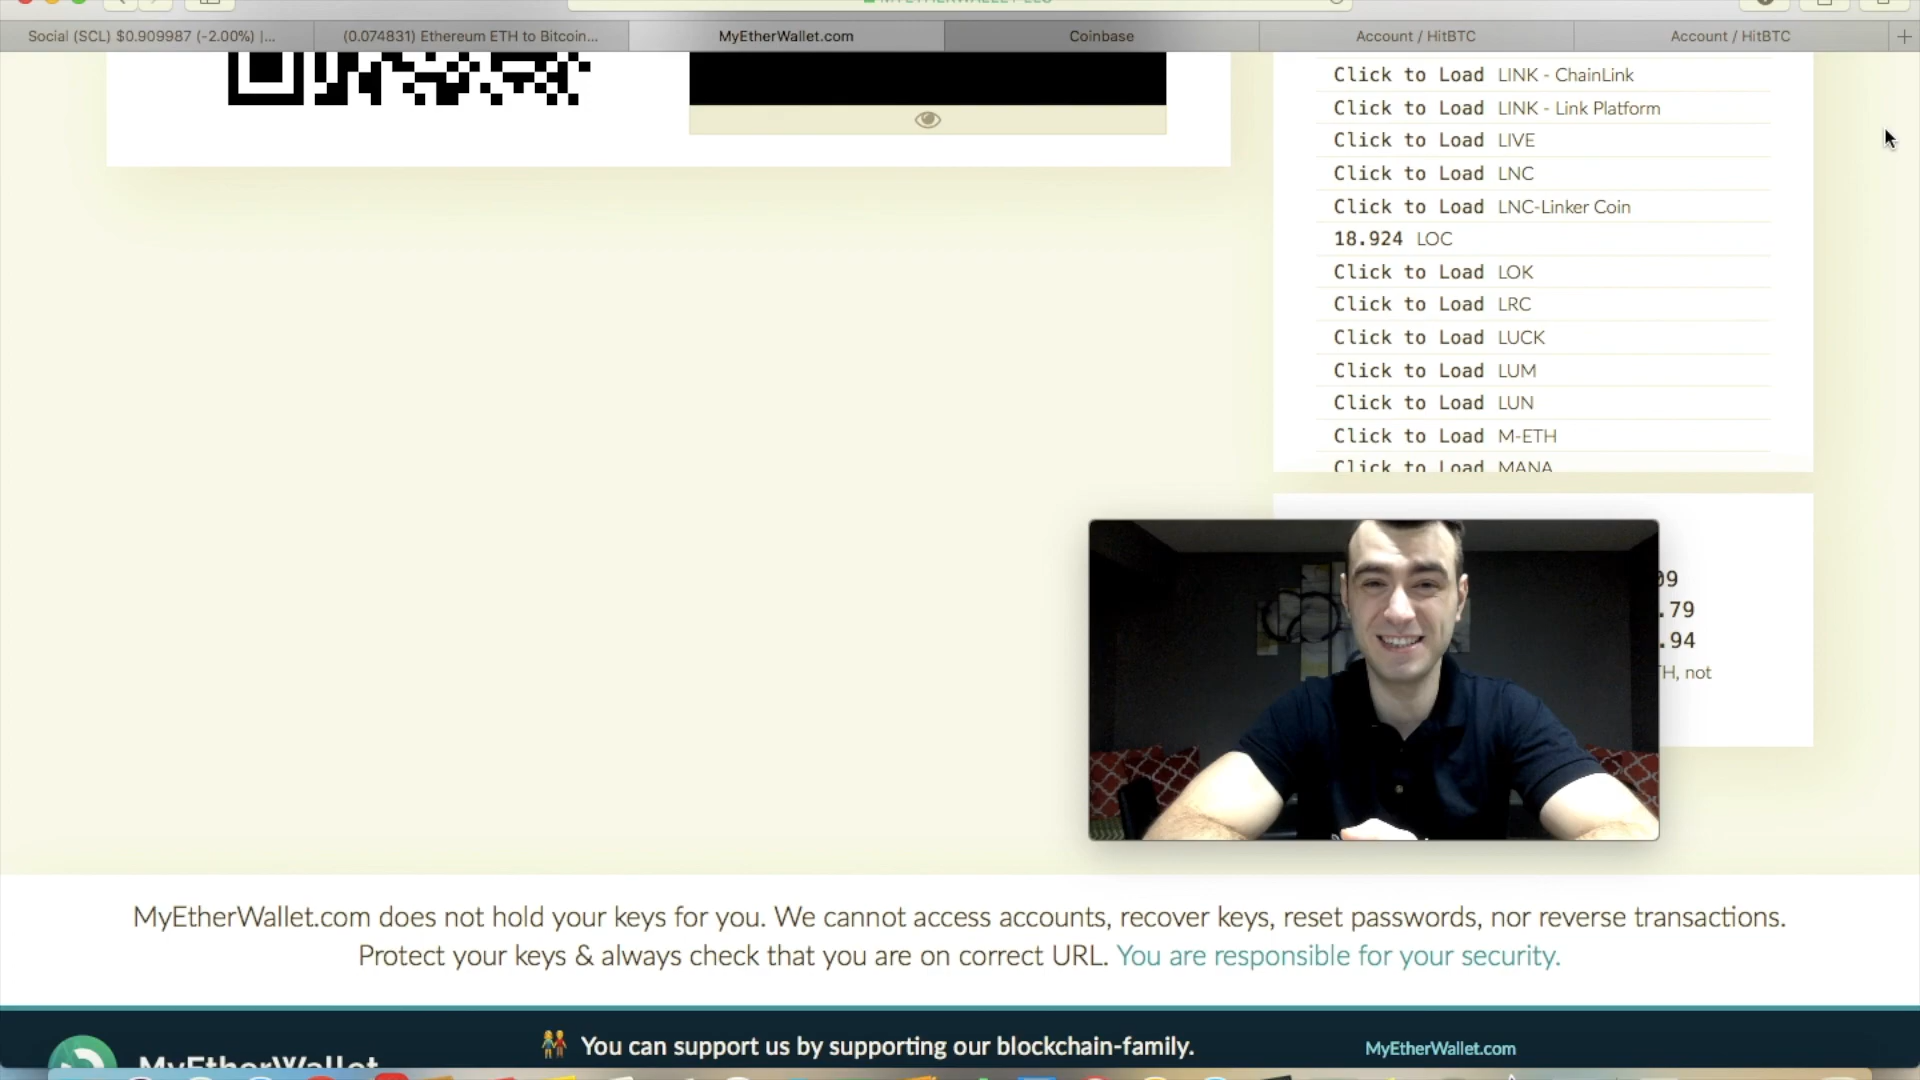 Social (SCL) $0.909987 (-2.00%) |...
(0.074831) Ethereum ETH to Bitcoin...
MyEtherWallet.com
Coinbase
Account / HitBTC
Account / HitBTC
Click to Load LINK - ChainLink
Click to Load LINK - Link Platform
Click to Load LIVE
Click to Load LNC
Click to Load LNC-Linker Coin
18.924 LOC
Click to Load LOK
Click to Load LRC
Click to Load LUCK
Click to Load LUM
Click to Load LUN
Click to Load M-ETH
Click to Load MANA
09
.79
.94
TH, not
MyEtherWallet.com does not hold your keys for you. We cannot access accounts, recover keys, reset passwords, nor reverse transactions.
Protect your keys & always check that you are on correct URL. You are responsible for your security.
MyEtherWallet
You can support us by supporting our blockchain-family.
MyEtherWallet.com